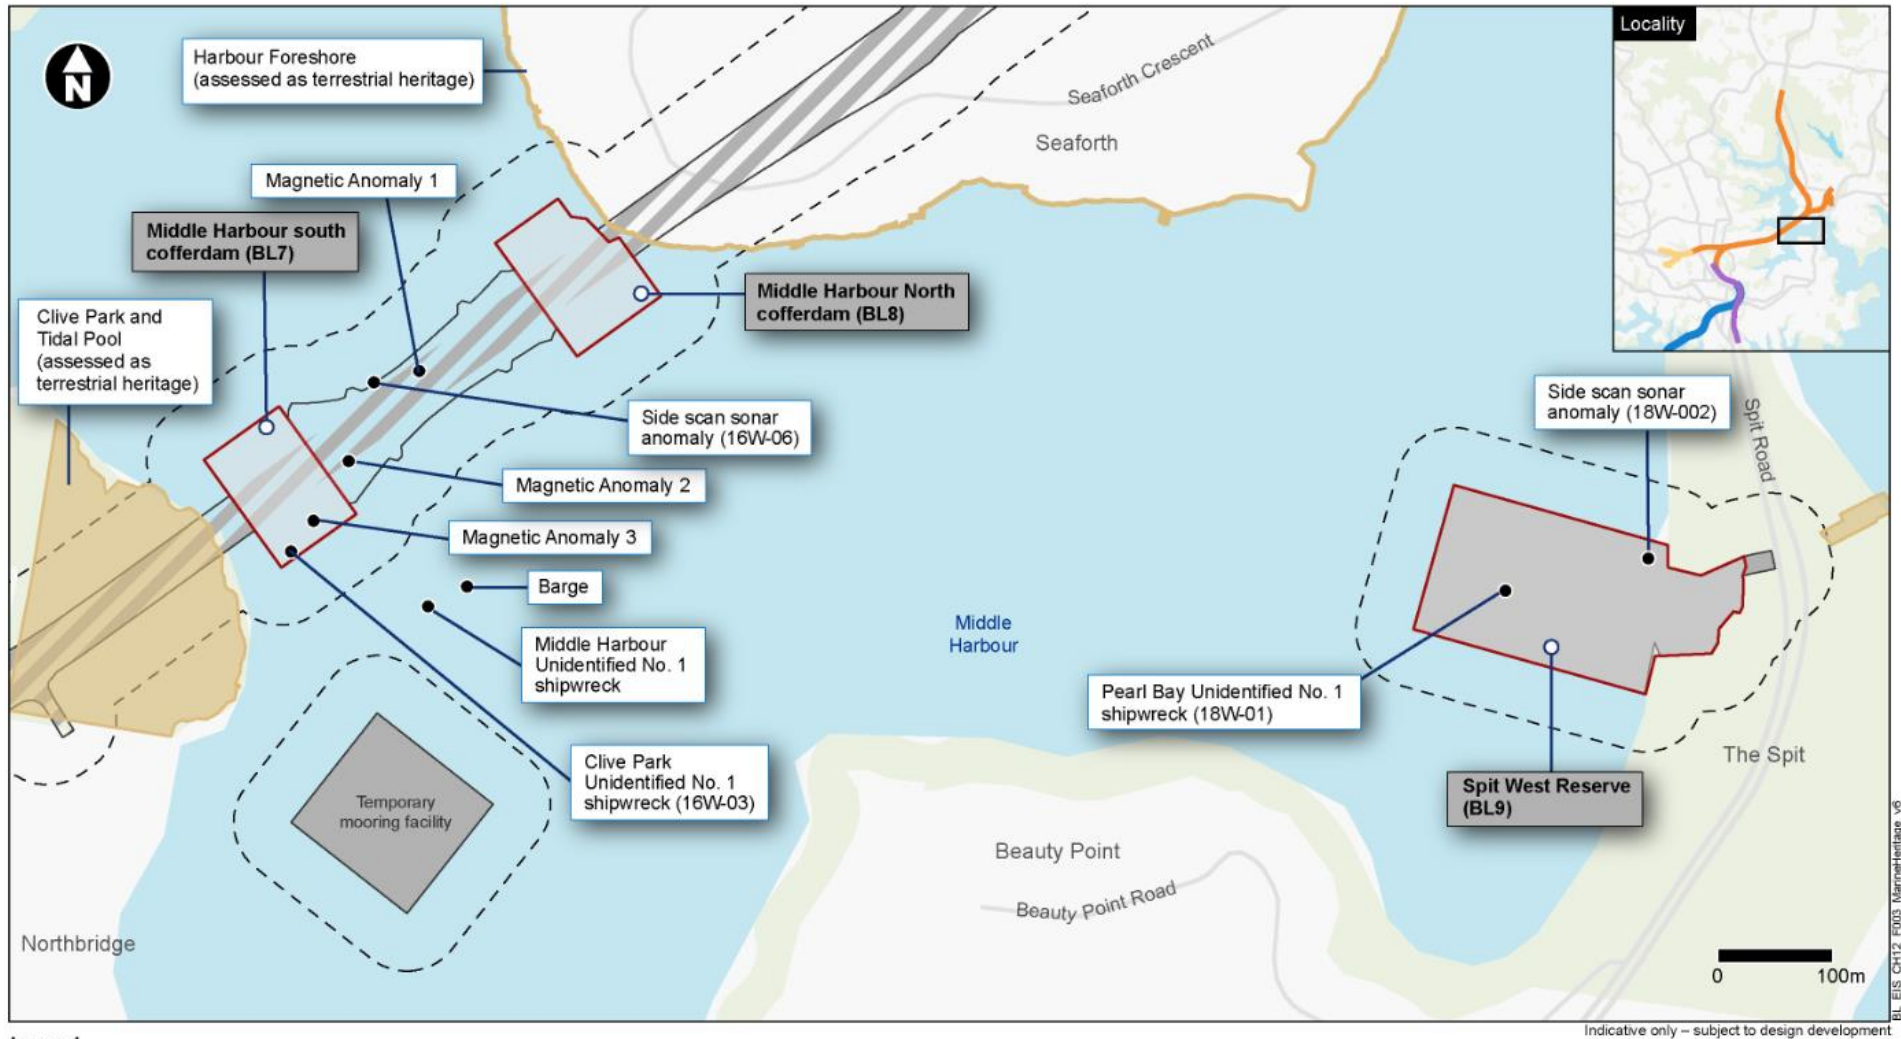 Locality
N
Harbour Foreshore
(assessed as terrestrial heritage)
Seaforth Crescent
Seaforth
Magnetic Anomaly 1
Middle Harbour south
cofferdam (BL7)
Middle Harbour North
cofferdam (BL8)
Clive Park and
Tidal Pool
(assessed as
terrestrial heritage)
Side scan sonar
anomaly (16W-06)
Side scan sonar
anomaly (18W-002)
Spit Road
Magnetic Anomaly 2
Magnetic Anomaly 3
Barge
Middle
Harbour
Middle Harbour
Unidentified No. 1
shipwreck
Pearl Bay Unidentified No. 1
shipwreck (18W-01)
Clive Park
Unidentified No. 1
shipwreck (16W-03)
The Spit
Spit West Reserve
(BL9)
Temporary
mooring facility
Beauty Point
Beauty Point Road
Northbridge
0 100m
BL_EIS_CH12_F003_MarineHeritage_v6
Indicative only – subject to design development